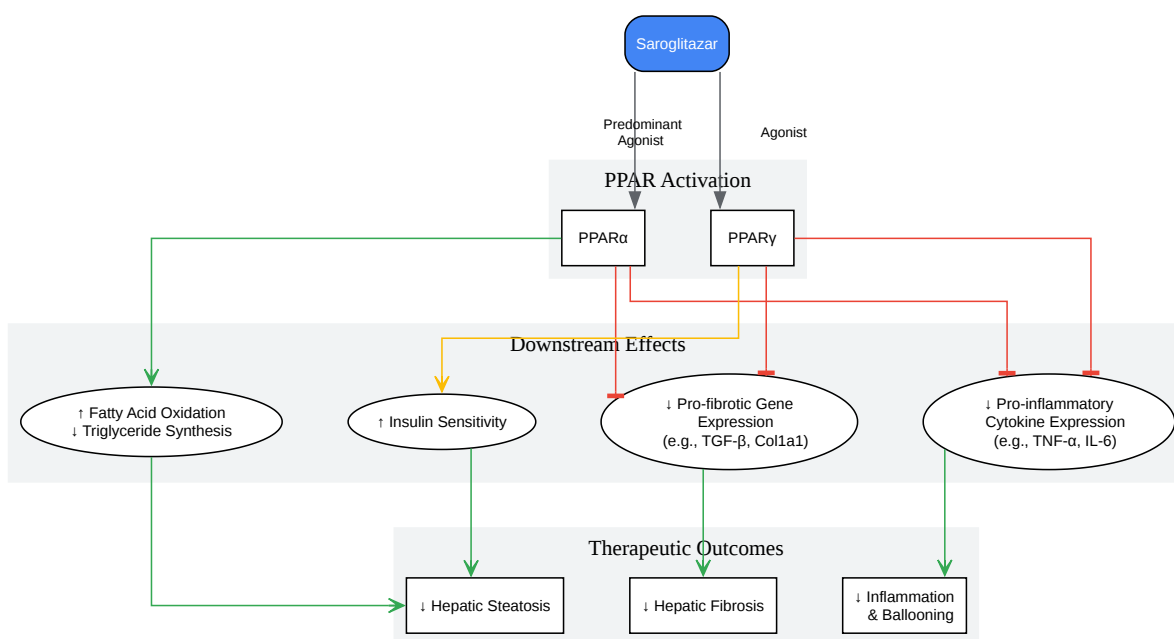 Saroglitazar
Predominant
Agonist
Agonist
PPAR Activation
PPARα
PPARγ
Downstream Effects
↑ Fatty Acid Oxidation
↓ Triglyceride Synthesis
↑ Insulin Sensitivity
↓ Pro-fibrotic Gene
Expression
(e.g., TGF-β, Col1a1)
↓ Pro-inflammatory
Cytokine Expression
(e.g., TNF-α, IL-6)
Therapeutic Outcomes
↓ Hepatic Steatosis
↓ Hepatic Fibrosis
↓ Inflammation
& Ballooning